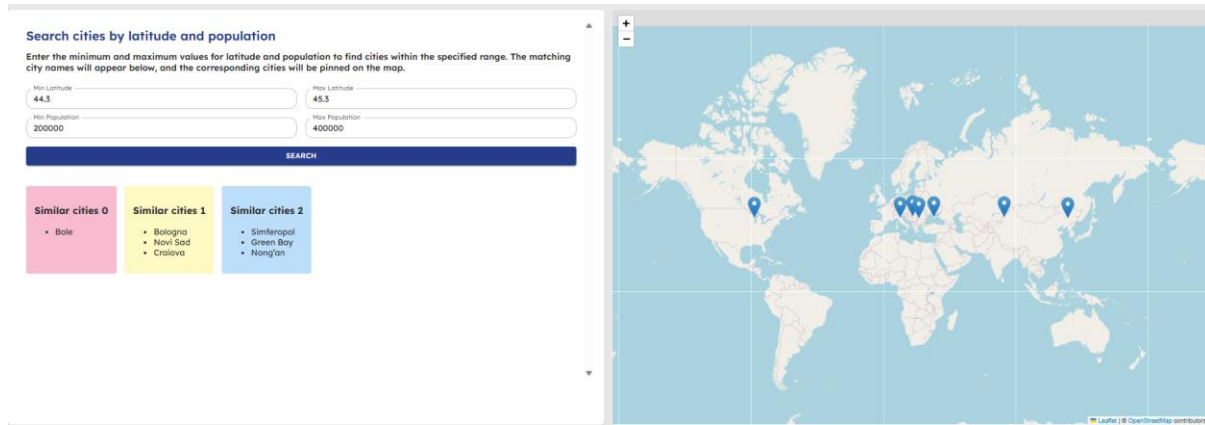 Search cities by latitude and population
Enter the minimum and maximum values for latitude and population to find cities within the specified range. The matching
city names will appear below, and the corresponding cities will be pinned on the map.
Min Latitude
44.3
Max Latitude
45.3
Min Population
200000
Max Population
400000
SEARCH
Similar cities 0
• Bole
Similar cities 1
• Bologna
• Novi Sad
• Craiova
Similar cities 2
• Simferopol
• Green Bay
• Nong'an
+
−
Leaflet | © OpenStreetMap contributors